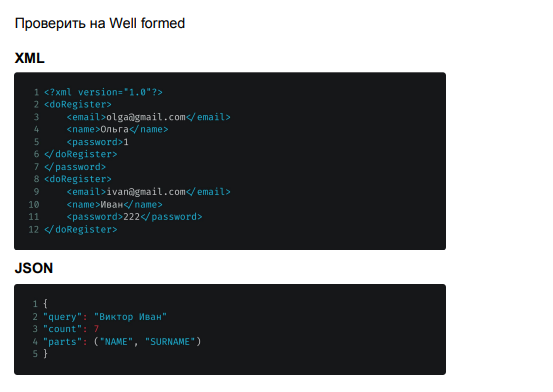 Проверить на Well formed
XML
1 <?xml version="1.0"?>
2 <doRegister>
3     <email>olga@gmail.com</email>
4     <name>Ольга</name>
5     <password>1
6 </doRegister>
7 </password>
8 <doRegister>
9     <email>ivan@gmail.com</email>
10     <name>Иван</name>
11     <password>222</password>
12 </doRegister>
JSON
1 {
2 "query": "Виктор Иван"
3 "count": 7
4 "parts": ("NAME", "SURNAME")
5 }